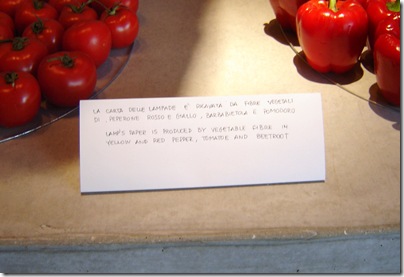 LA CARTA DELLE LAMPADE E' RICAVATA DA FIBRE VEGETALI
DI PEPERONE ROSSO E GIALLO, BARBABIETOLA E POMODORO
LAMP'S PAPER IS PRODUCED BY VEGETABLE FIBRE IN
YELLOW AND RED PEPPER, TOMATOE AND BEETROOT